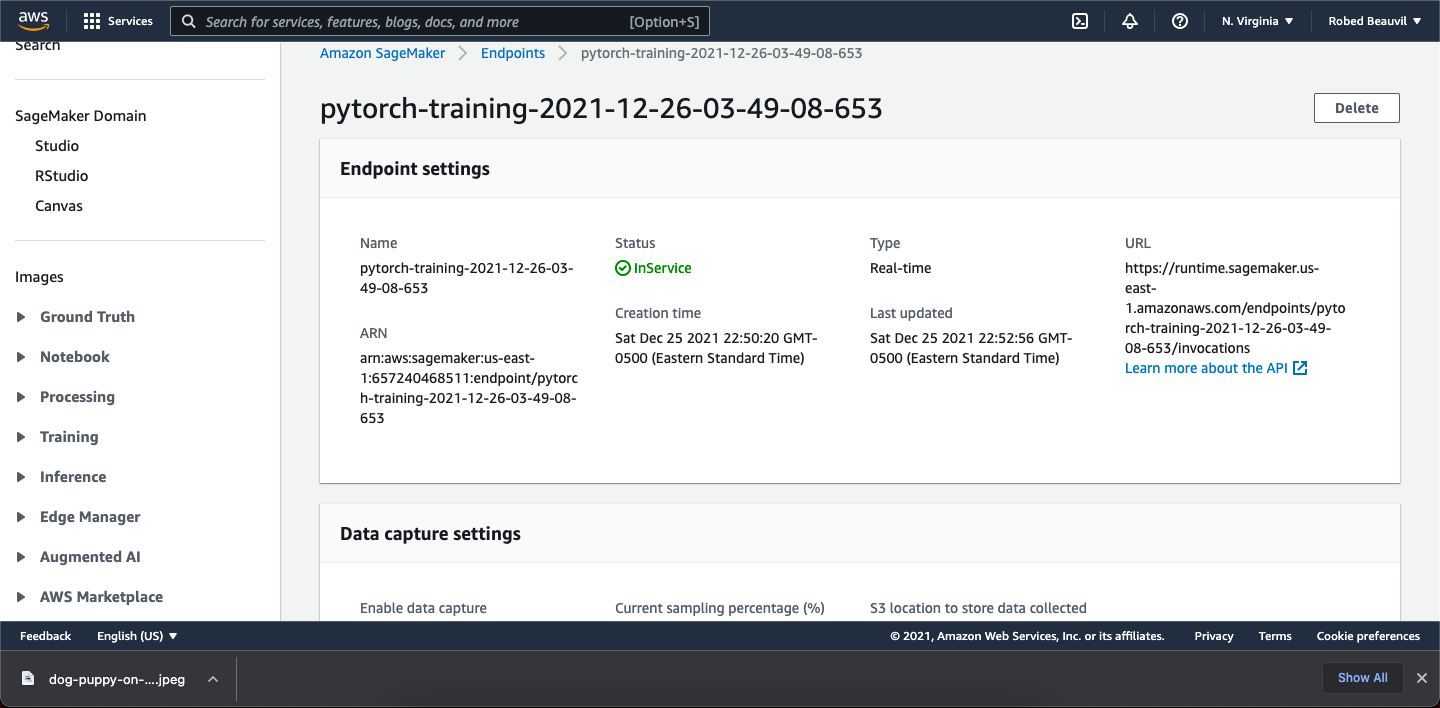 aws
Services
Search for services, features, blogs, docs, and more
[Option+S]
N. Virginia
Robed Beauvil
Search
SageMaker Domain
Studio
RStudio
Canvas
Images
Ground Truth
Notebook
Processing
Training
Inference
Edge Manager
Augmented AI
AWS Marketplace
Amazon SageMaker
Endpoints
pytorch-training-2021-12-26-03-49-08-653
pytorch-training-2021-12-26-03-49-08-653
Delete
Endpoint settings
Name
pytorch-training-2021-12-26-03-
49-08-653
ARN
arn:aws:sagemaker:us-east-
1:657240468511:endpoint/pytorc
h-training-2021-12-26-03-49-08-
653
Status
InService
Creation time
Sat Dec 25 2021 22:50:20 GMT-
0500 (Eastern Standard Time)
Type
Real-time
Last updated
Sat Dec 25 2021 22:52:56 GMT-
0500 (Eastern Standard Time)
URL
https://runtime.sagemaker.us-
east-
1.amazonaws.com/endpoints/pyto
rch-training-2021-12-26-03-49-
08-653/invocations
Learn more about the API
Data capture settings
Enable data capture
Current sampling percentage (%)
S3 location to store data collected
Feedback
English (US)
© 2021, Amazon Web Services, Inc. or its affiliates.
Privacy
Terms
Cookie preferences
dog-puppy-on-....jpeg
Show All